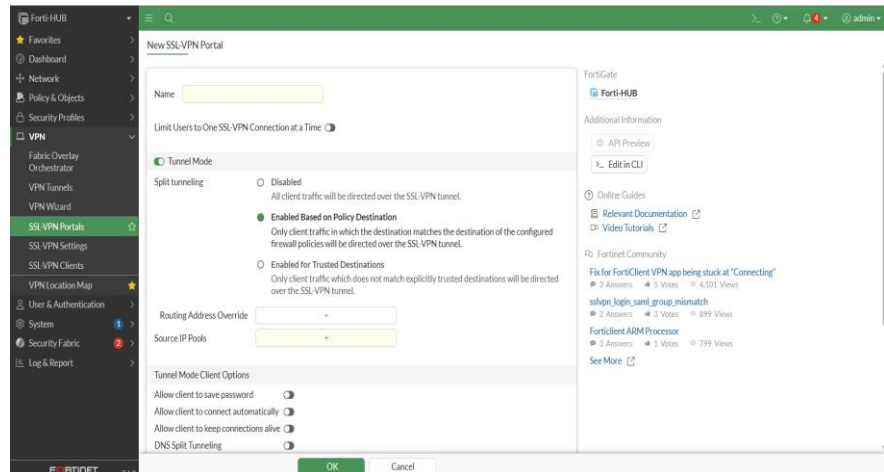 Forti-HUB
Favorites
Dashboard
Network
Policy & Objects
Security Profiles
VPN
Fabric Overlay
Orchestrator
VPN Tunnels
VPN Wizard
SSL-VPN Portals
SSL-VPN Settings
SSL-VPN Clients
VPN Location Map
User & Authentication
System 1
Security Fabric 2
Log & Report
FORTINET
4
admin
New SSL-VPN Portal
Name
Limit Users to One SSL-VPN Connection at a Time
Tunnel Mode
Split tunneling
Disabled
All client traffic will be directed over the SSL-VPN tunnel.
Enabled Based on Policy Destination
Only client traffic in which the destination matches the destination of the configured
firewall policies will be directed over the SSL-VPN tunnel.
Enabled for Trusted Destinations
Only client traffic which does not match explicitly trusted destinations will be directed
over the SSL-VPN tunnel.
Routing Address Override +
Source IP Pools +
Tunnel Mode Client Options
Allow client to save password
Allow client to connect automatically
Allow client to keep connections alive
DNS Split Tunneling
OK Cancel
FortiGate
Forti-HUB
Additional Information
API Preview
>_ Edit in CLI
Online Guides
Relevant Documentation
Video Tutorials
Fortinet Community
Fix for FortiClient VPN app being stuck at "Connecting"
3 Answers 5 Votes 4,101 Views
sslvpn_login_saml_group_mismatch
2 Answers 3 Votes 899 Views
Forticlient ARM Processor
3 Answers 1 Votes 799 Views
See More